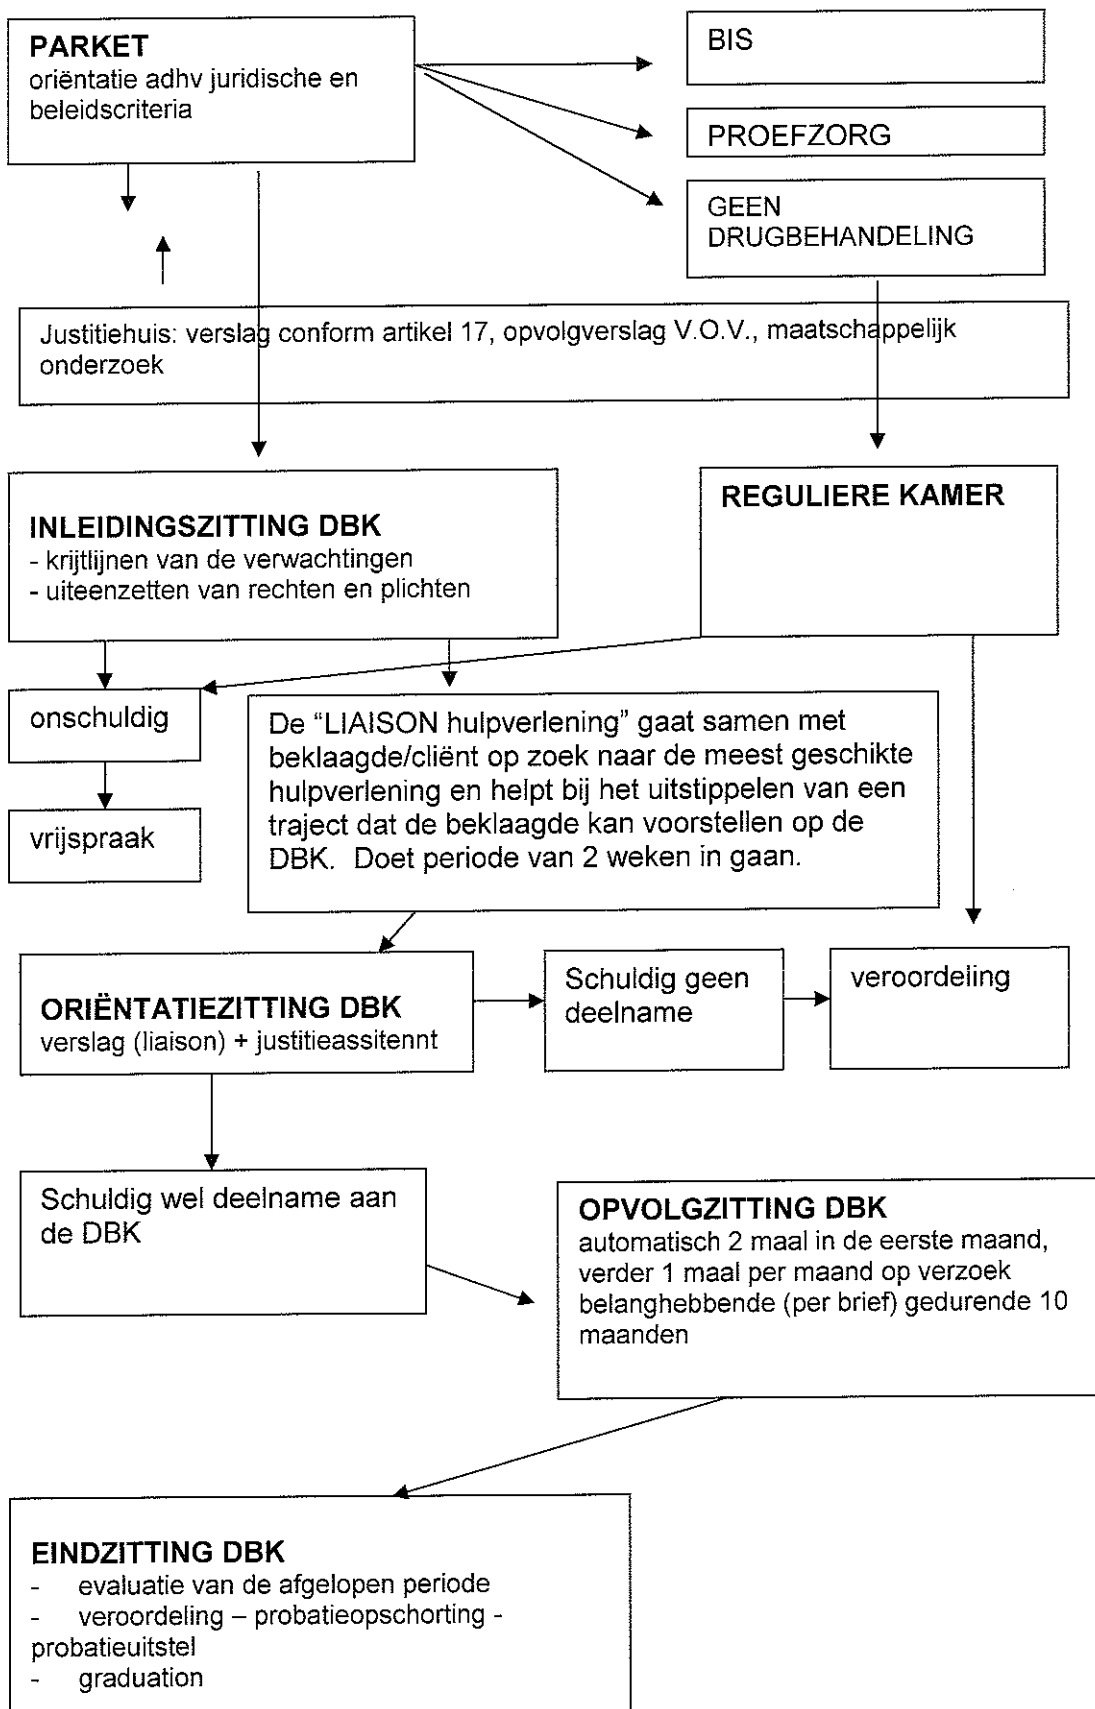 PARKET
oriëntatie adhv juridische en
beleidscriteria
BIS
PROEFZORG
GEEN
DRUGBEHANDELING
Justitiehuis: verslag conform artikel 17, opvolgverslag V.O.V., maatschappelijk
onderzoek
INLEIDINGSZITTING DBK
- krijtlijnen van de verwachtingen
- uiteenzetten van rechten en plichten
REGULIERE KAMER
onschuldig
vrijspraak
De “LIAISON hulpverlening” gaat samen met
beklaagde/cliënt op zoek naar de meest geschikte
hulpverlening en helpt bij het uitstippelen van een
traject dat de beklaagde kan voorstellen op de
DBK. Doet periode van 2 weken in gaan.
ORIËNTATIEZITTING DBK
verslag (liaison) + justitieassitennt
Schuldig geen
deelname
veroordeling
Schuldig wel deelname aan
de DBK
OPVOLGZITTING DBK
automatisch 2 maal in de eerste maand,
verder 1 maal per maand op verzoek
belanghebbende (per brief) gedurende 10
maanden
EINDZITTING DBK
- evaluatie van de afgelopen periode
- veroordeling – probatieopschorting -
probatieuitstel
- graduation